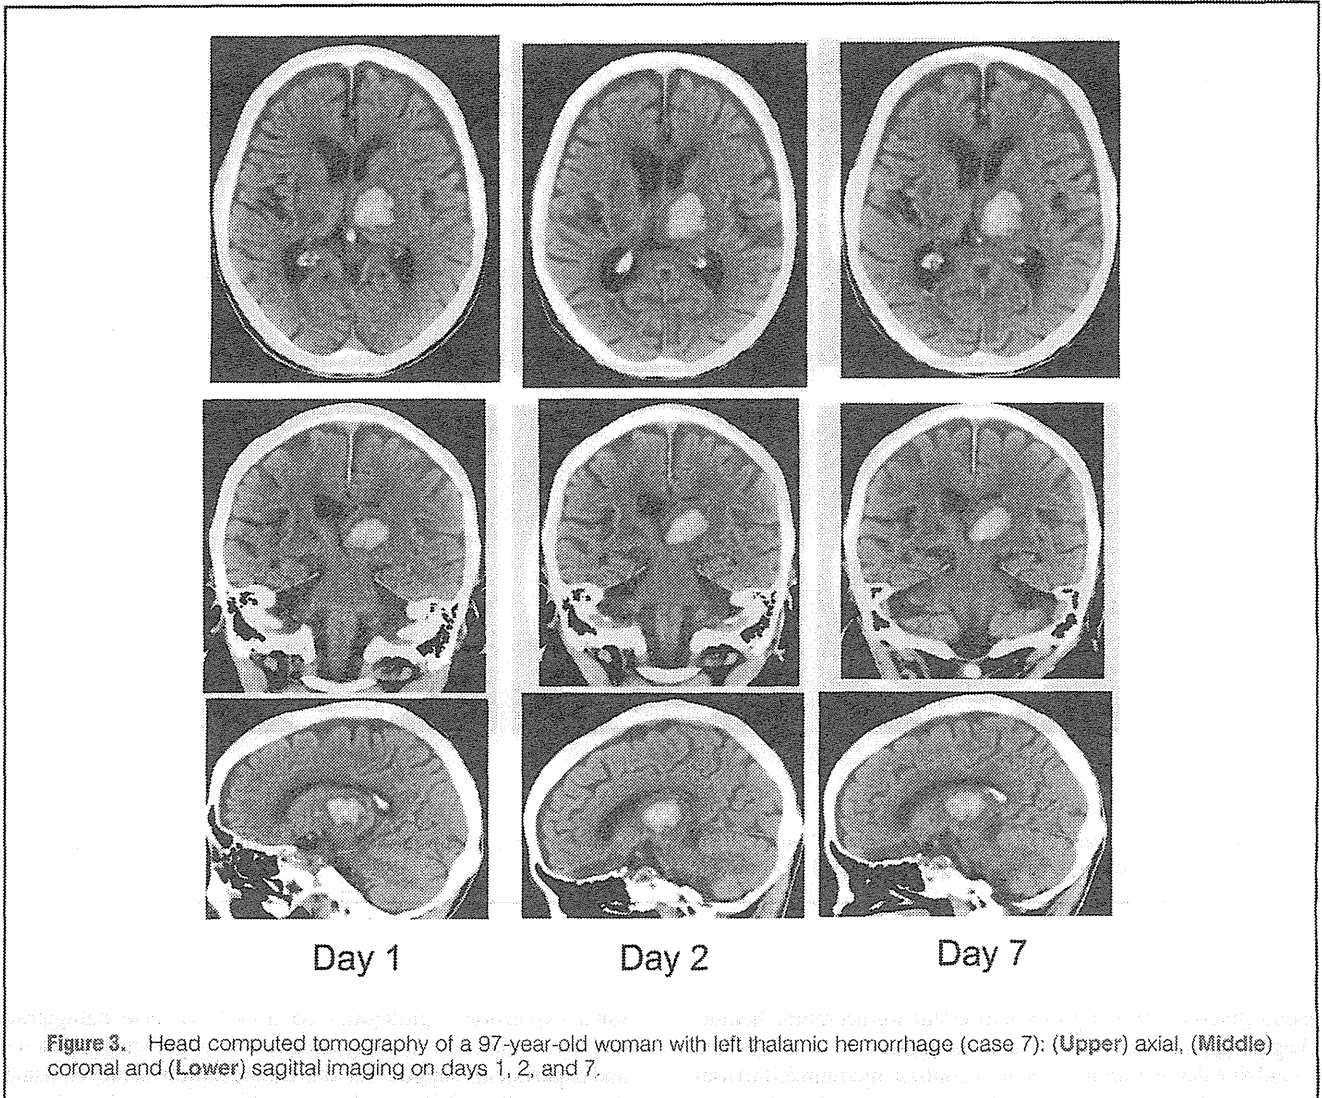 Day 1
Day 2
Day 7
Figure 3. Head computed tomography of a 97-year-old woman with left thalamic hemorrhage (case 7): (Upper) axial, (Middle)
coronal and (Lower) sagittal imaging on days 1, 2, and 7.